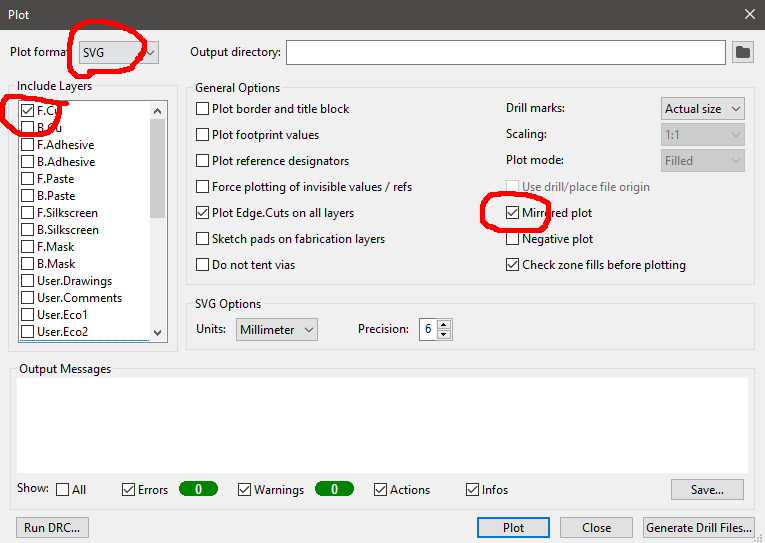 Plot
Plot format: SVG Output directory:
Include Layers
F.Cu
B.Cu
F.Adhesive
B.Adhesive
F.Paste
B.Paste
F.Silkscreen
B.Silkscreen
F.Mask
B.Mask
User.Drawings
User.Comments
User.Eco1
User.Eco2
General Options
Plot border and title block
Plot footprint values
Plot reference designators
Force plotting of invisible values / refs
Plot Edge.Cuts on all layers
Sketch pads on fabrication layers
Do not tent vias
Drill marks: Actual size
Scaling: 1:1
Plot mode: Filled
Use drill/place file origin
Mirrored plot
Negative plot
Check zone fills before plotting
SVG Options
Units: Millimeter Precision: 6
Output Messages
Show: All Errors 0 Warnings 0 Actions Infos Save...
Run DRC... Plot Close Generate Drill Files...